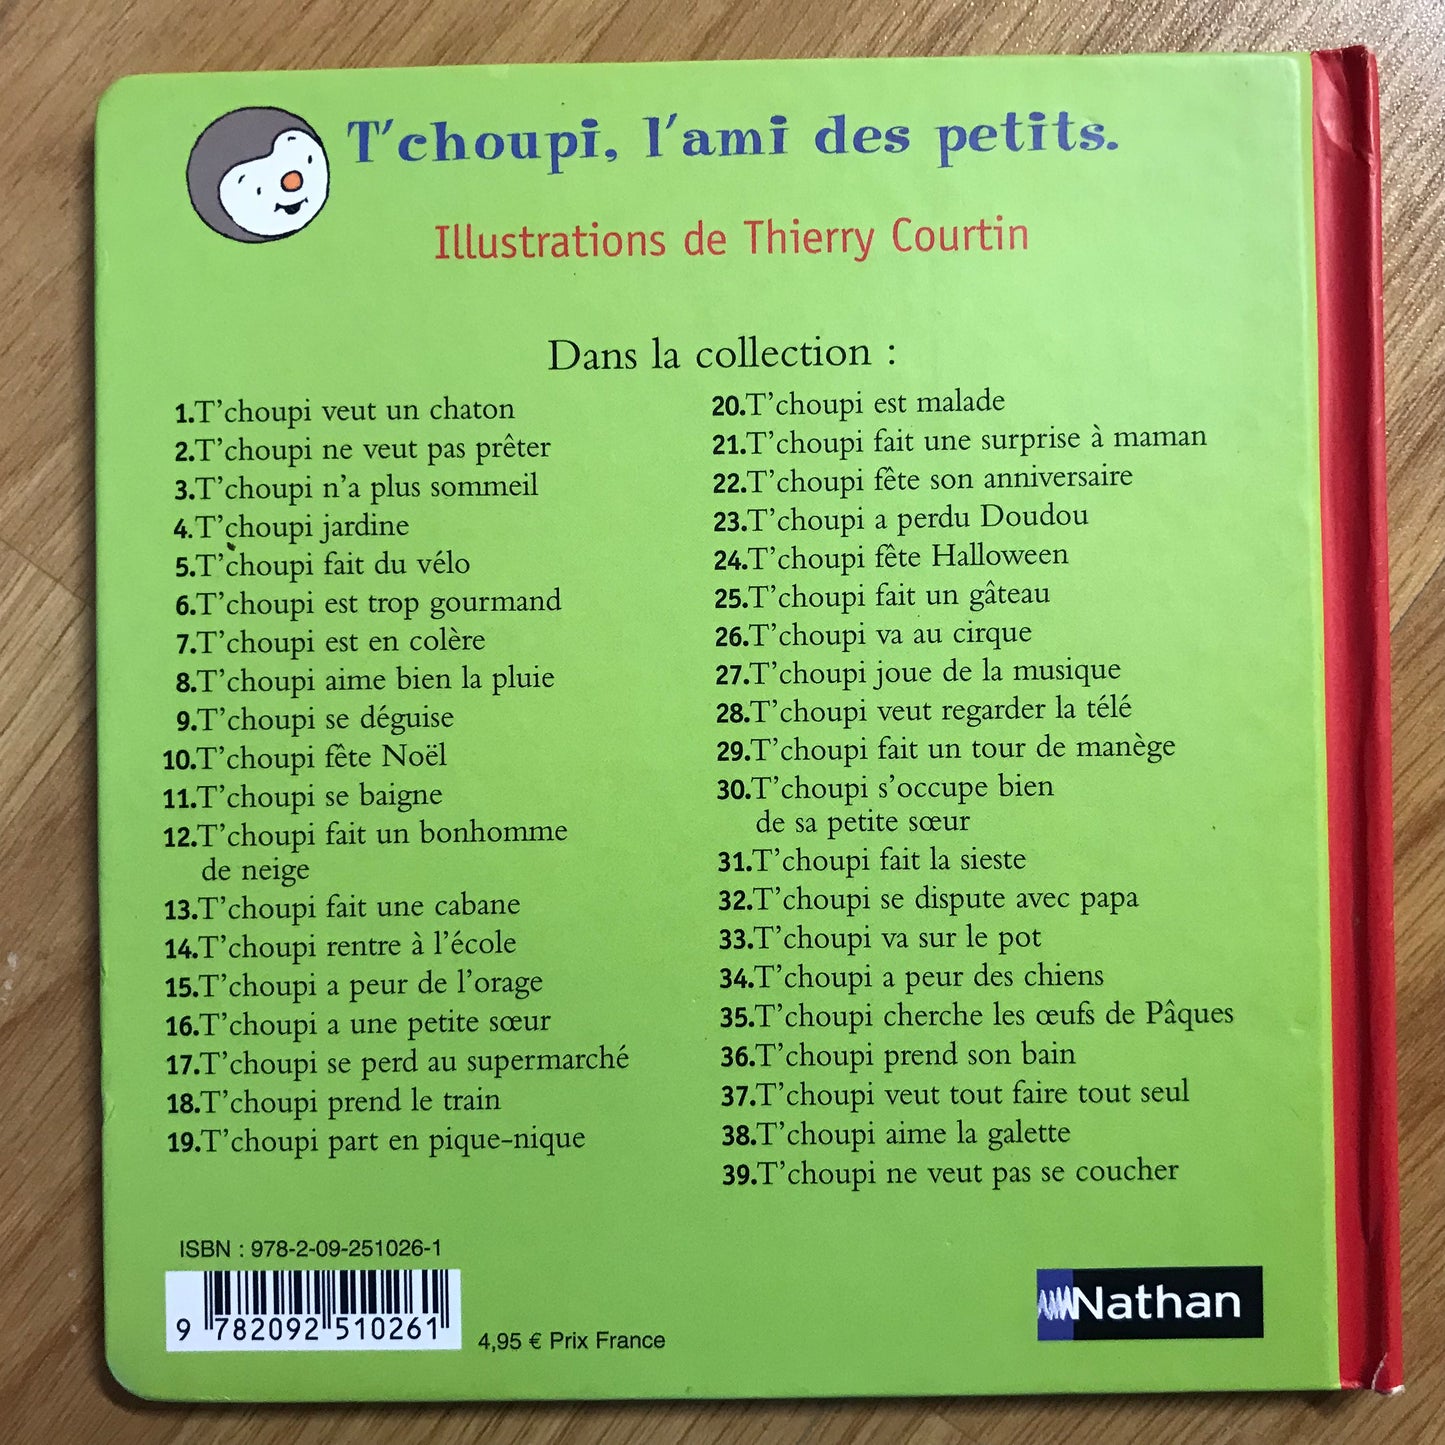 T'choupi, l'ami des petits.
Illustrations de Thierry Courtin
Dans la collection :
1.T'choupi veut un chaton
2.T'choupi ne veut pas prêter
3.T'choupi n'a plus sommeil
4.T'choupi jardine
5.T'choupi fait du vélo
6.T'choupi est trop gourmand
7.T'choupi est en colère
8.T'choupi aime bien la pluie
9.T'choupi se déguise
10.T'choupi fête Noël
11.T'choupi se baigne
12.T'choupi fait un bonhomme
de neige
13.T'choupi fait une cabane
14.T'choupi rentre à l'école
15.T'choupi a peur de l'orage
16.T'choupi a une petite sœur
17.T'choupi se perd au supermarché
18.T'choupi prend le train
19.T'choupi part en pique-nique
20.T'choupi est malade
21.T'choupi fait une surprise à maman
22.T'choupi fête son anniversaire
23.T'choupi a perdu Doudou
24.T'choupi fête Halloween
25.T'choupi fait un gâteau
26.T'choupi va au cirque
27.T'choupi joue de la musique
28.T'choupi veut regarder la télé
29.T'choupi fait un tour de manège
30.T'choupi s'occupe bien
de sa petite sœur
31.T'choupi fait la sieste
32.T'choupi se dispute avec papa
33.T'choupi va sur le pot
34.T'choupi a peur des chiens
35.T'choupi cherche les œufs de Pâques
36.T'choupi prend son bain
37.T'choupi veut tout faire tout seul
38.T'choupi aime la galette
39.T'choupi ne veut pas se coucher
ISBN : 978-2-09-251026-1
9 782092 510261
4,95 € Prix France
Nathan